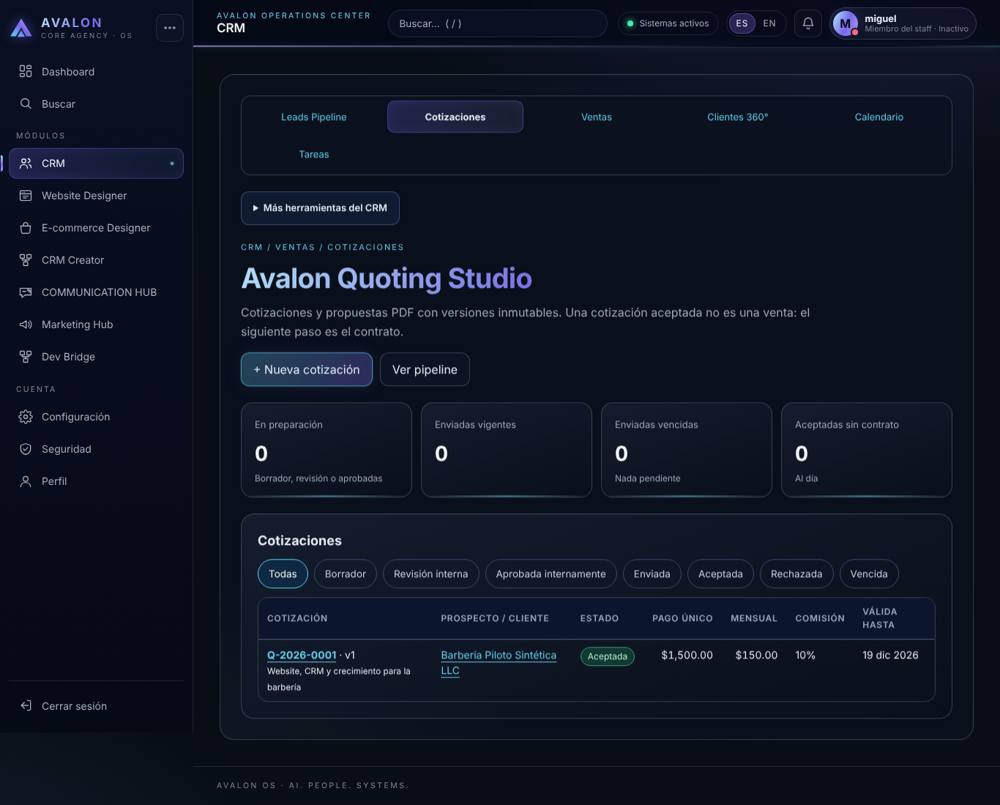 AVALON
CORE AGENCY · OS
Dashboard
Buscar
MÓDULOS
CRM
Website Designer
E-commerce Designer
CRM Creator
COMMUNICATION HUB
Marketing Hub
Dev Bridge
CUENTA
Configuración
Seguridad
Perfil
Cerrar sesión
AVALON OPERATIONS CENTER
CRM
Buscar... ( / )
Sistemas activos
ES EN
M
miguel
Miembro del staff · Inactivo
Leads Pipeline
Cotizaciones
Ventas
Clientes 360°
Calendario
Tareas
Más herramientas del CRM
CRM / VENTAS / COTIZACIONES
Avalon Quoting Studio
Cotizaciones y propuestas PDF con versiones inmutables. Una cotización aceptada no es una venta: el
siguiente paso es el contrato.
+ Nueva cotización
Ver pipeline
En preparación
0
Borrador, revisión o aprobadas
Enviadas vigentes
0
Enviadas vencidas
0
Nada pendiente
Aceptadas sin contrato
0
Al día
Cotizaciones
Todas
Borrador
Revisión interna
Aprobada internamente
Enviada
Aceptada
Rechazada
Vencida
COTIZACIÓN
PROSPECTO / CLIENTE
ESTADO
PAGO ÚNICO
MENSUAL
COMISIÓN
VÁLIDA
HASTA
Q-2026-0001 · v1
Website, CRM y crecimiento para la
barbería
Barbería Piloto Sintética
LLC
Aceptada
$1,500.00
$150.00
10%
19 dic 2026
AVALON OS · AI. PEOPLE. SYSTEMS.